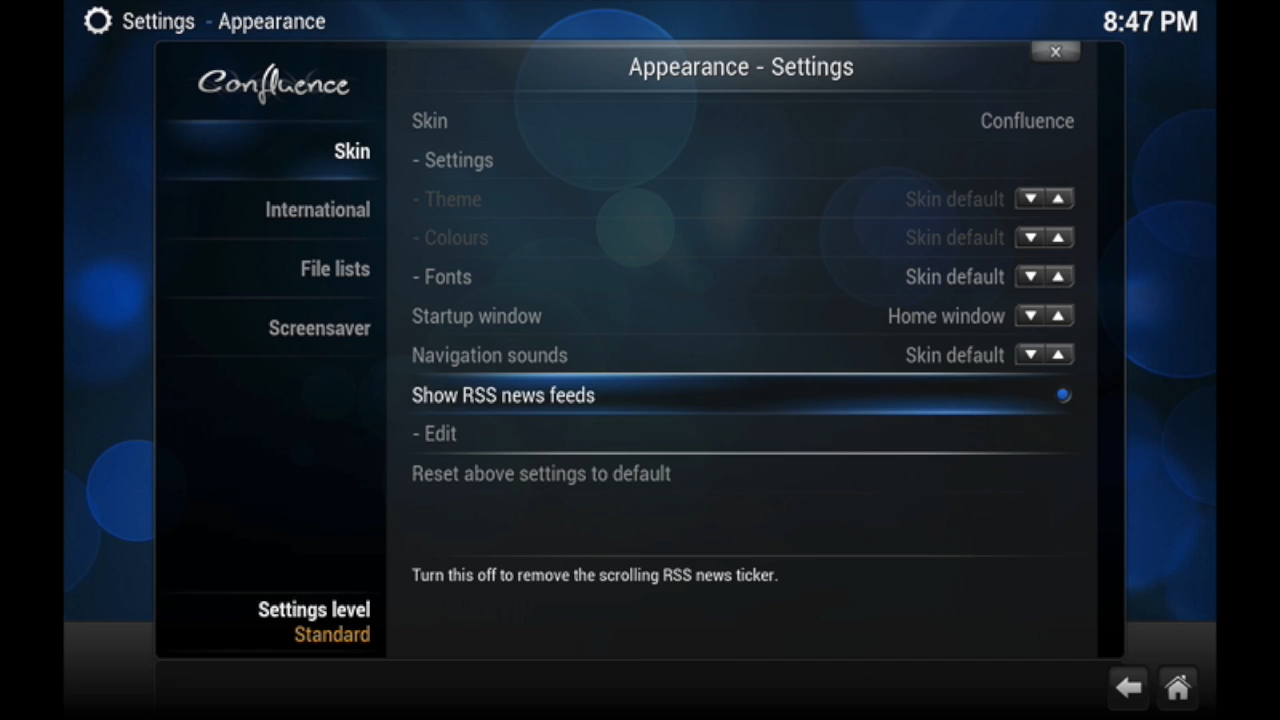 Settings - Appearance
8:47 PM
Confluence
Appearance - Settings
Skin
International
File lists
Screensaver
Skin Confluence
- Settings
- Theme Skin default
- Colours Skin default
- Fonts Skin default
Startup window Home window
Navigation sounds Skin default
Show RSS news feeds
- Edit
Reset above settings to default
Turn this off to remove the scrolling RSS news ticker.
Settings level
Standard